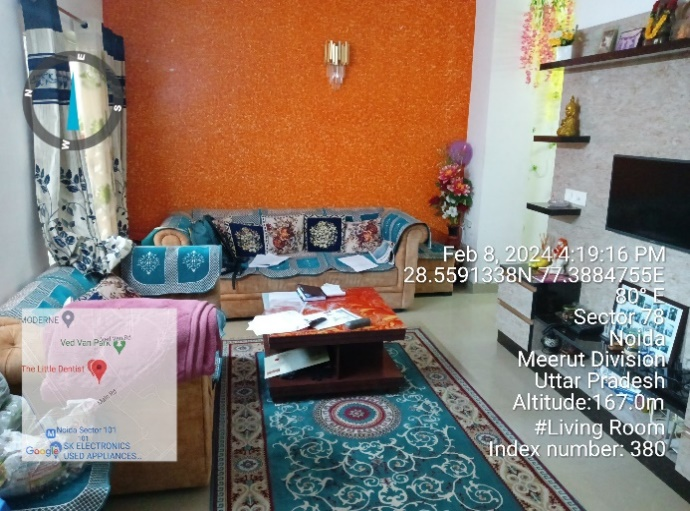 N
E
S
W
Feb 8, 2024 4:19:16 PM
28.5591338N 77.3884755E
80° E
Sector 78
Noida
Meerut Division
Uttar Pradesh
Altitude:167.0m
#Living Room
Index number: 380
MODERNE
Ved Van Park
The Little Dentist
Noida Sector 101
Google
SK ELECTRONICS
USED APPLIANCES...